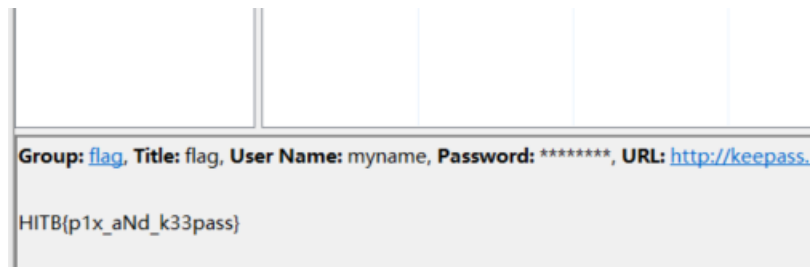 Group: flag, Title: flag, User Name: myname, Password: ********, URL: http://keepass.
HITB{p1x_aNd_k33pass}